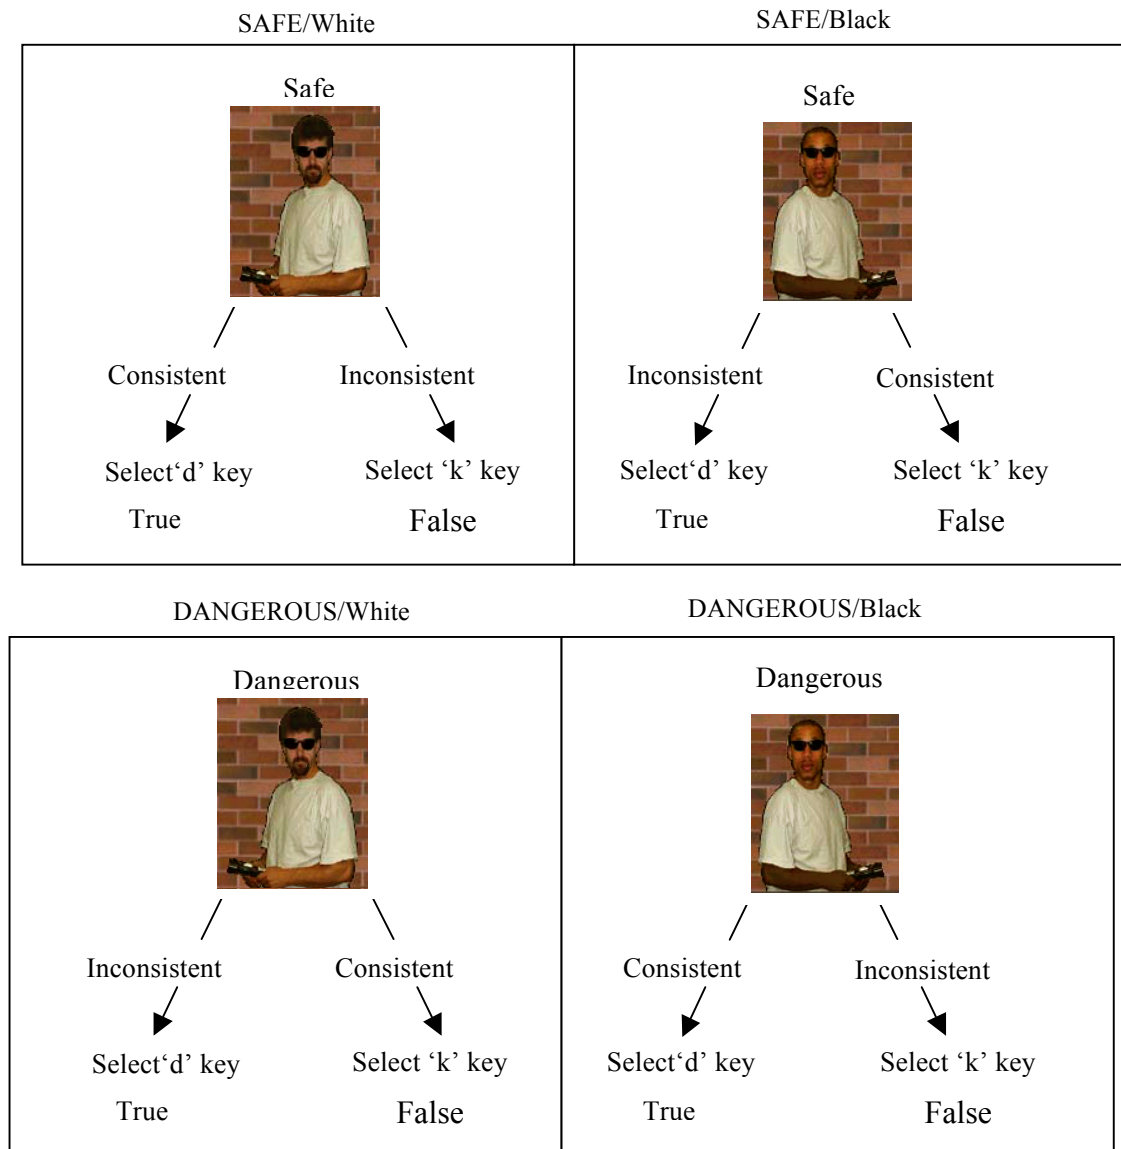 SAFE/White
SAFE/Black
Safe
Safe
Consistent
Inconsistent
Inconsistent
Consistent
Select‘d’ key
Select ‘k’ key
Select‘d’ key
Select ‘k’ key
True
False
True
False
DANGEROUS/White
DANGEROUS/Black
Dangerous
Dangerous
Inconsistent
Consistent
Consistent
Inconsistent
Select‘d’ key
Select ‘k’ key
Select‘d’ key
Select ‘k’ key
True
False
True
False